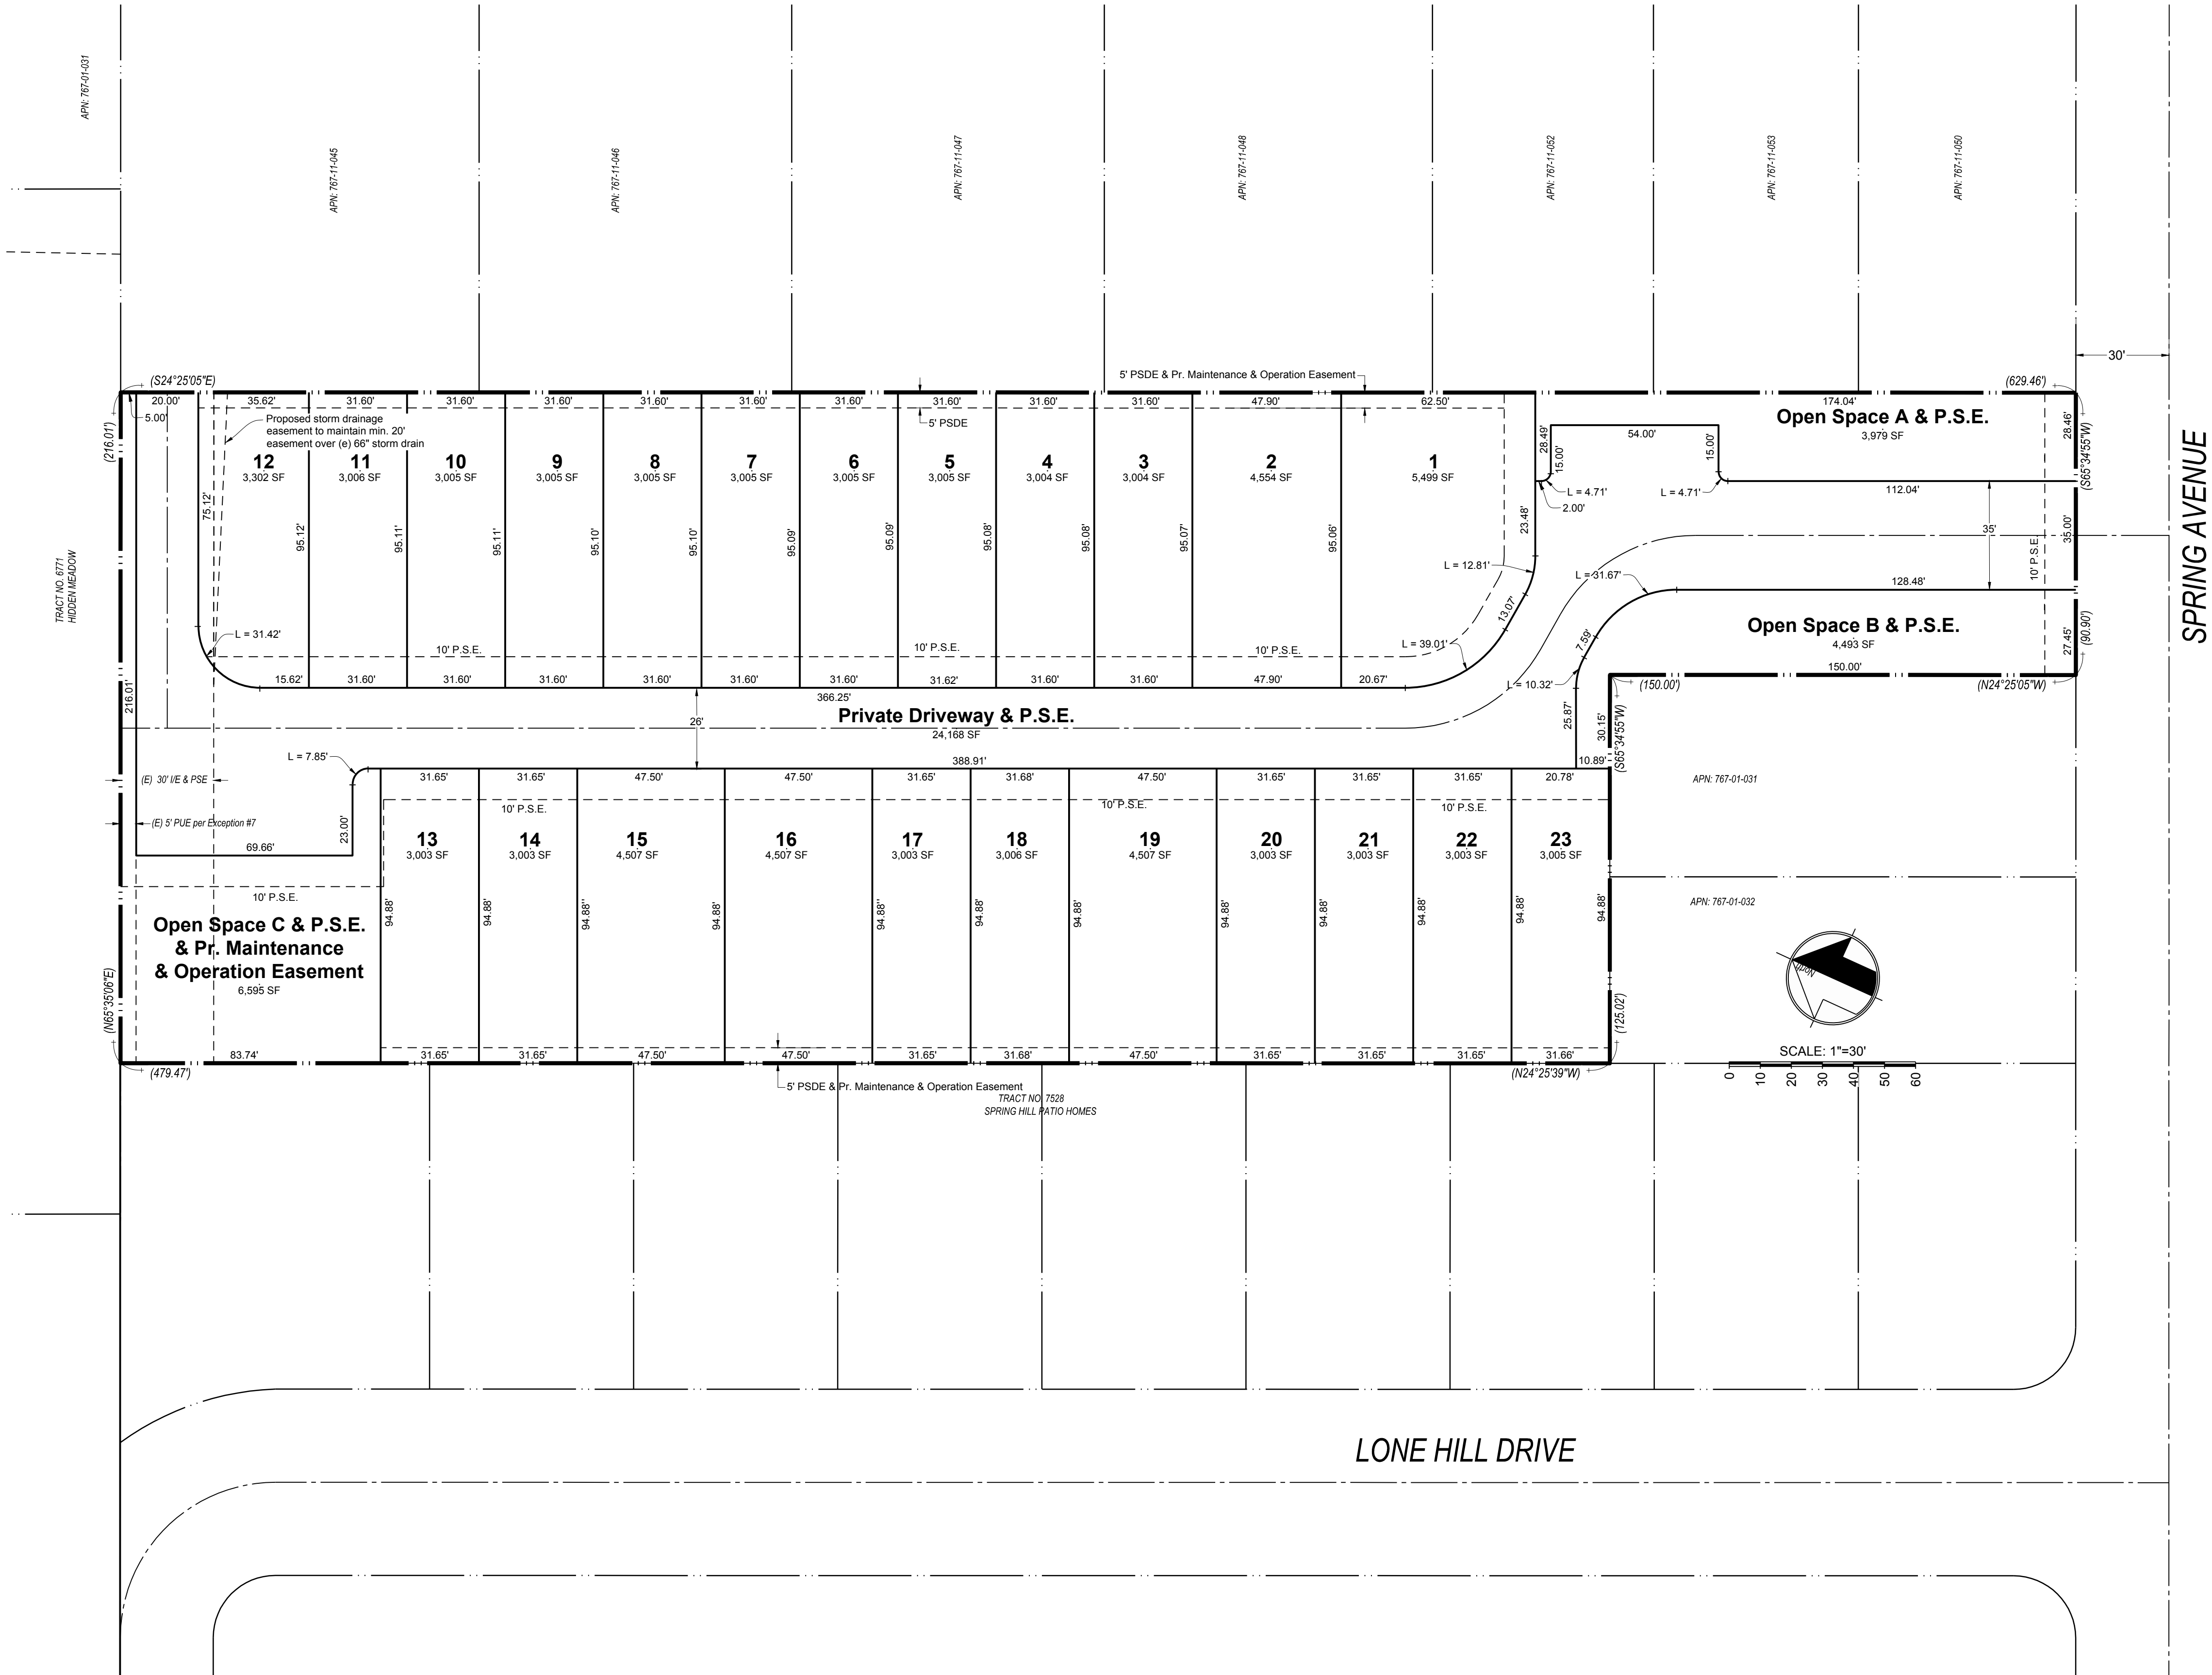 APN: 767-01-031
APN: 767-11-045
APN: 767-11-046
APN: 767-11-047
APN: 767-11-048
APN: 767-11-052
APN: 767-11-053
APN: 767-11-050
30'
SPRING AVENUE
(S24°25'05"E)
5' PSDE & Pr. Maintenance & Operation Easement
(629.46')
20.00'
35.62'
31.60'
31.60'
31.60'
31.60'
31.60'
31.60'
31.60'
31.60'
31.60'
47.90'
62.50'
174.04'
5.00'
(216.01')
Proposed storm drainage
easement to maintain min. 20'
easement over (e) 66" storm drain
5' PSDE
12
3,302 SF
11
3,006 SF
10
3,005 SF
9
3,005 SF
8
3,005 SF
7
3,005 SF
6
3,005 SF
5
3,005 SF
4
3,004 SF
3
3,004 SF
2
4,554 SF
1
5,499 SF
Open Space A & P.S.E.
3,979 SF
28.49'
15.00'
54.00'
15.00'
28.46'
(S65°34'55"W)
L = 4.71'
2.00'
L = 4.71'
112.04'
75.12'
95.12'
95.11'
95.11'
95.10'
95.10'
95.09'
95.09'
95.08'
95.08'
95.07'
95.06'
23.48'
35'
35.00'
10' P.S.E.
TRACT NO. 6771
HIDDEN MEADOW
L = 12.81'
L = 31.67'
128.48'
13.07'
7.59'
L = 31.42'
10' P.S.E.
10' P.S.E.
10' P.S.E.
L = 39.01'
Open Space B & P.S.E.
4,493 SF
150.00'
27.45'
(90.90')
15.62'
31.60'
31.60'
31.60'
31.60'
31.60'
31.60'
31.62'
31.60'
31.60'
47.90'
20.67'
L = 10.32'
(150.00')
(N24°25'05"W)
366.25'
216.01'
26'
Private Driveway & P.S.E.
24,168 SF
25.87'
30.15'
(S65°34'55"W)
L = 7.85'
388.91'
10.89'
(E) 30' I/E & PSE
31.65'
31.65'
47.50'
47.50'
31.65'
31.68'
47.50'
31.65'
31.65'
31.65'
20.78'
APN: 767-01-031
10' P.S.E.
10' P.S.E.
10' P.S.E.
(E) 5' PUE per Exception #7
23.00'
69.66'
13
3,003 SF
14
3,003 SF
15
4,507 SF
16
4,507 SF
17
3,003 SF
18
3,006 SF
19
4,507 SF
20
3,003 SF
21
3,003 SF
22
3,003 SF
23
3,005 SF
10' P.S.E.
Open Space C & P.S.E.
& Pr. Maintenance
& Operation Easement
6,595 SF
94.88'
94.88'
94.88''
94.88'
94.88''
94.88'
94.88'
94.88'
94.88'
94.88'
94.88'
94.88'
APN: 767-01-032
North
(N65°35'06"E)
(125.02')
83.74'
31.65'
31.65'
47.50'
47.50'
31.65'
31.68'
47.50'
31.65'
31.65'
31.65'
31.66'
(479.47')
(N24°25'39"W)
SCALE: 1"=30'
0 10 20 30 40 50 60
5' PSDE & Pr. Maintenance & Operation Easement
TRACT NO. 7528
SPRING HILL PATIO HOMES
LONE HILL DRIVE